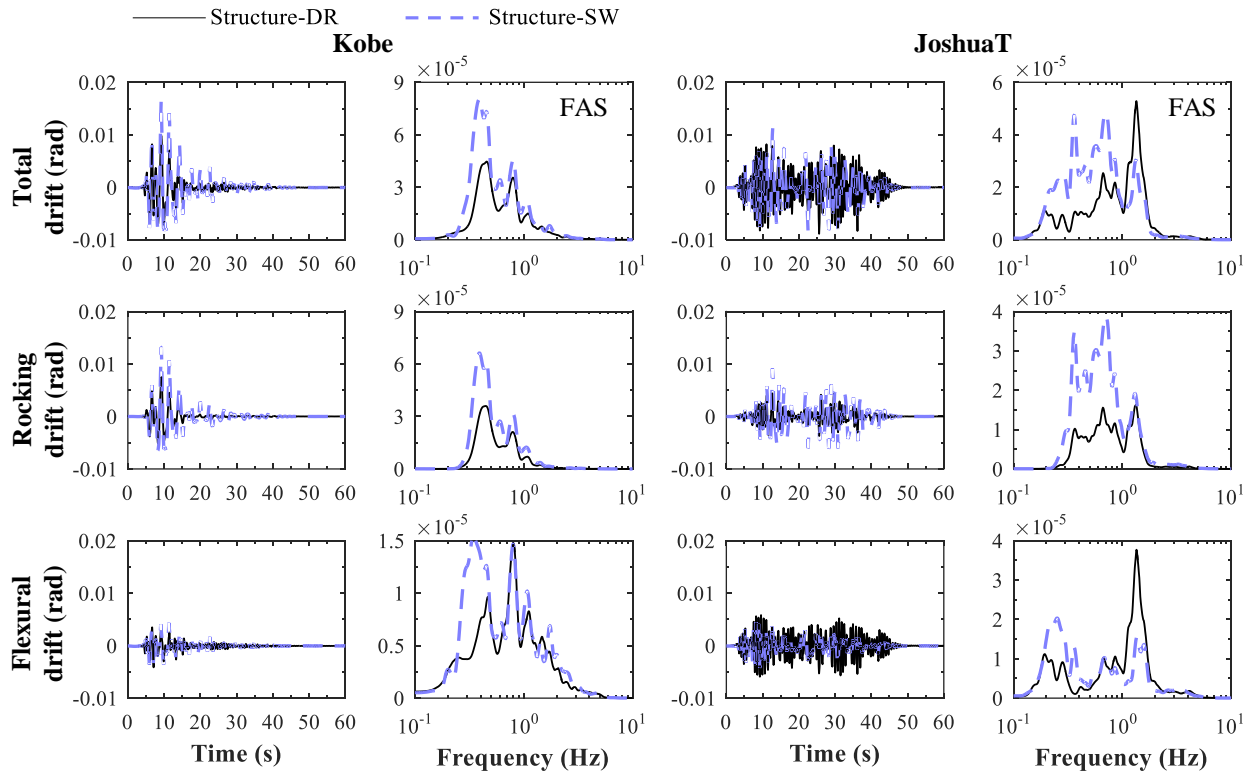 Structure-DR Structure-SW
Kobe JoshuaT
Total drift (rad)
0.02
0.01
0
-0.01
0 10 20 30 40 50 60
×10⁻⁵
9
6
3
0
FAS
10⁻¹ 10⁰ 10¹
0.02
0.01
0
-0.01
0 10 20 30 40 50 60
×10⁻⁵
6
4
2
0
FAS
10⁻¹ 10⁰ 10¹
Rocking drift (rad)
0.02
0.01
0
-0.01
0 10 20 30 40 50 60
×10⁻⁵
9
6
3
0
10⁻¹ 10⁰ 10¹
0.02
0.01
0
-0.01
0 10 20 30 40 50 60
×10⁻⁵
4
3
2
1
0
10⁻¹ 10⁰ 10¹
Flexural drift (rad)
0.02
0.01
0
-0.01
0 10 20 30 40 50 60
Time (s)
×10⁻⁵
1.5
1
0.5
0
10⁻¹ 10⁰ 10¹
Frequency (Hz)
0.02
0.01
0
-0.01
0 10 20 30 40 50 60
Time (s)
×10⁻⁵
4
3
2
1
0
10⁻¹ 10⁰ 10¹
Frequency (Hz)